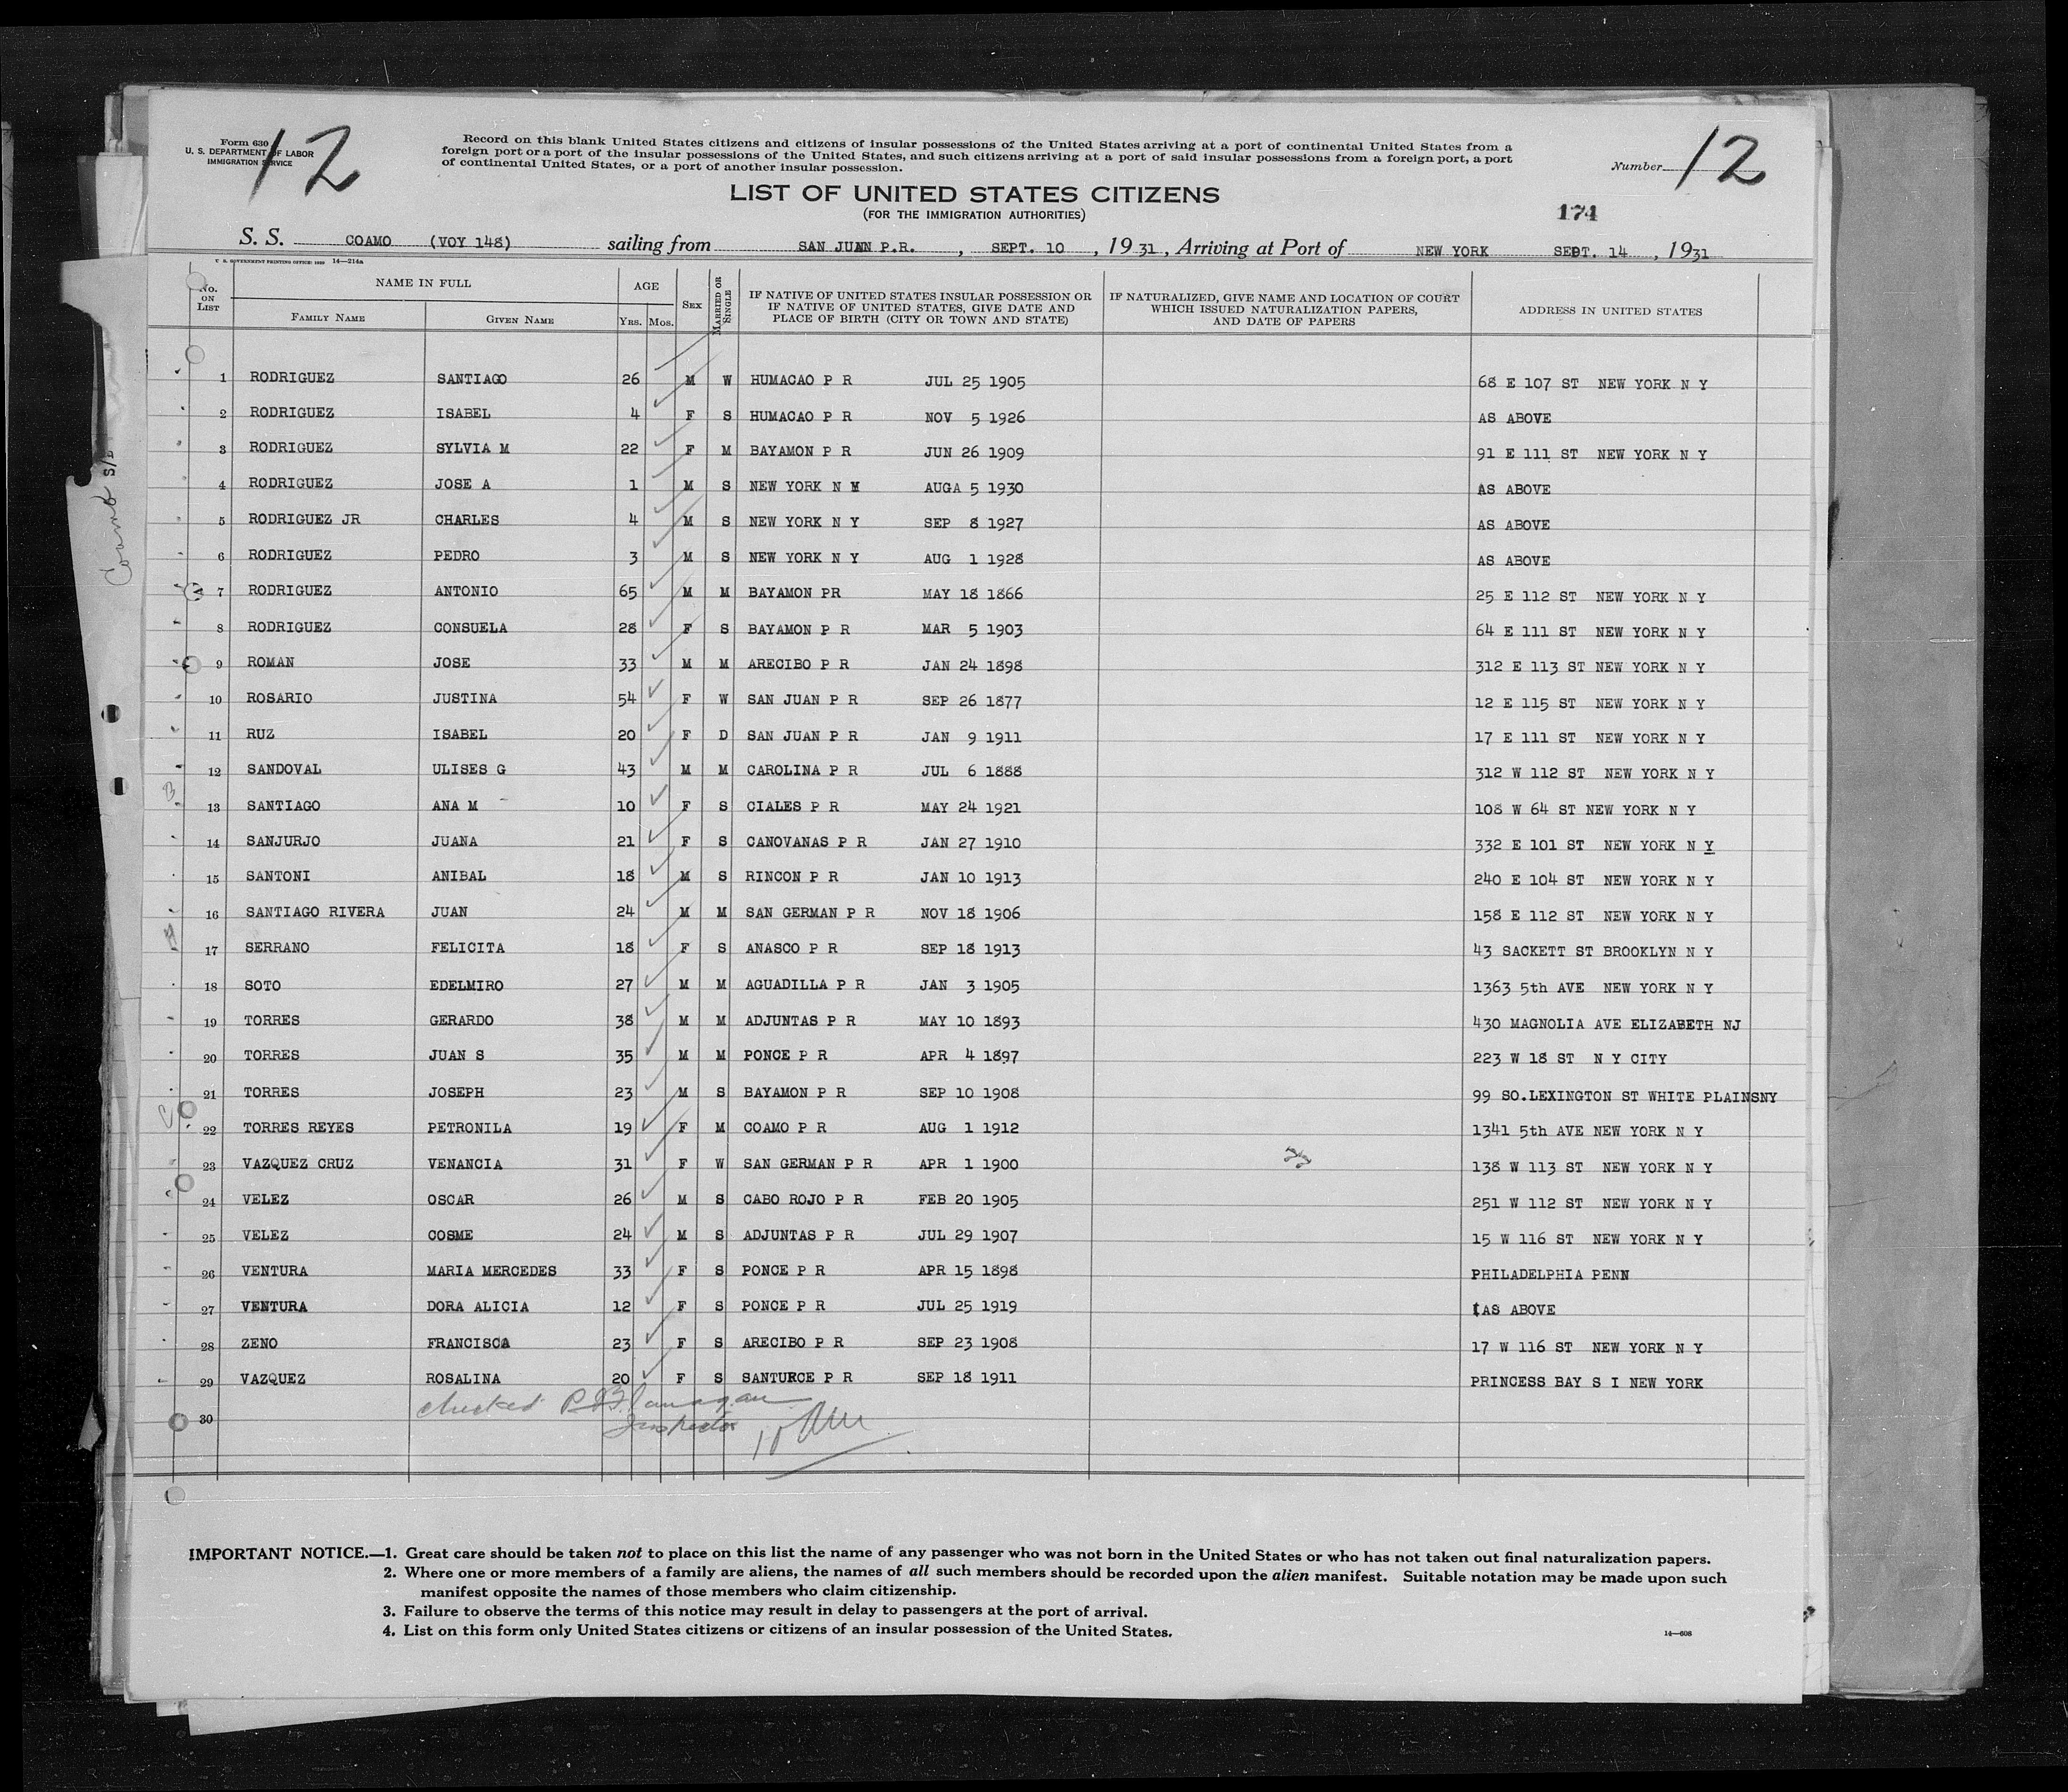 Form 630
U. S. DEPARTMENT OF LABOR
IMMIGRATION SERVICE
12
Record on this blank United States citizens and citizens of insular possessions of the United States arriving at a port of continental United States from a
foreign port or a port of the insular possessions of the United States, and such citizens arriving at a port of said insular possessions from a foreign port, a port
of continental United States, or a port of another insular possession.
Number 12
LIST OF UNITED STATES CITIZENS
(FOR THE IMMIGRATION AUTHORITIES)
174
S. S. COAMO (VOY 148) sailing from SAN JUAN P.R. , SEPT. 10 , 1931 , Arriving at Port of NEW YORK SEPT. 14 , 1931
U. S. GOVERNMENT PRINTING OFFICE: 14—214a
No. ON LIST NAME IN FULL FAMILY NAME GIVEN NAME AGE YRS. MOS. SEX MARRIED OR SINGLE IF NATIVE OF UNITED STATES INSULAR POSSESSION OR IF NATIVE OF UNITED STATES, GIVE DATE AND PLACE OF BIRTH (CITY OR TOWN AND STATE) IF NATURALIZED, GIVE NAME AND LOCATION OF COURT WHICH ISSUED NATURALIZATION PAPERS, AND DATE OF PAPERS ADDRESS IN UNITED STATES
1 RODRIGUEZ SANTIAGO 26 M W HUMACAO P R JUL 25 1905 68 E 107 ST NEW YORK N Y
2 RODRIGUEZ ISABEL 4 F S HUMACAO P R NOV 5 1926 AS ABOVE
3 RODRIGUEZ SYLVIA M 22 F M BAYAMON P R JUN 26 1909 91 E 111 ST NEW YORK N Y
4 RODRIGUEZ JOSE A 1 M S NEW YORK N Y AUGA 5 1930 AS ABOVE
5 RODRIGUEZ JR CHARLES 4 M S NEW YORK N Y SEP 8 1927 AS ABOVE
6 RODRIGUEZ PEDRO 3 M S NEW YORK N Y AUG 1 1928 AS ABOVE
7 RODRIGUEZ ANTONIO 65 M M BAYAMON PR MAY 18 1866 25 E 112 ST NEW YORK N Y
8 RODRIGUEZ CONSUELA 28 F S BAYAMON P R MAR 5 1903 64 E 111 ST NEW YORK N Y
9 ROMAN JOSE 33 M M ARECIBO P R JAN 24 1898 312 E 113 ST NEW YORK N Y
10 ROSARIO JUSTINA 54 F W SAN JUAN P R SEP 26 1877 12 E 115 ST NEW YORK N Y
11 RUZ ISABEL 20 F D SAN JUAN P R JAN 9 1911 17 E 111 ST NEW YORK N Y
12 SANDOVAL ULISES G 43 M M CAROLINA P R JUL 6 1888 312 W 112 ST NEW YORK N Y
13 SANTIAGO ANA M 10 F S CIALES P R MAY 24 1921 108 W 64 ST NEW YORK N Y
14 SANJURJO JUANA 21 F S CANOVANAS P R JAN 27 1910 332 E 101 ST NEW YORK N Y
15 SANTONI ANIBAL 18 M S RINCON P R JAN 10 1913 240 E 104 ST NEW YORK N Y
16 SANTIAGO RIVERA JUAN 24 M M SAN GERMAN P R NOV 18 1906 158 E 112 ST NEW YORK N Y
17 SERRANO FELICITA 18 F S ANASCO P R SEP 18 1913 43 SACKETT ST BROOKLYN N Y
18 SOTO EDELMIRO 27 M M AGUADILLA P R JAN 3 1905 1363 5th AVE NEW YORK N Y
19 TORRES GERARDO 38 M M ADJUNTAS P R MAY 10 1893 430 MAGNOLIA AVE ELIZABETH NJ
20 TORRES JUAN S 35 M M PONCE P R APR 4 1897 223 W 18 ST N Y CITY
21 TORRES JOSEPH 23 M S BAYAMON P R SEP 10 1908 99 SO.LEXINGTON ST WHITE PLAINSNY
22 TORRES REYES PETRONILA 19 F M COAMO P R AUG 1 1912 1341 5th AVE NEW YORK N Y
23 VAZQUEZ CRUZ VENANCIA 31 F W SAN GERMAN P R APR 1 1900 138 W 113 ST NEW YORK N Y
24 VELEZ OSCAR 26 M S CABO ROJO P R FEB 20 1905 251 W 112 ST NEW YORK N Y
25 VELEZ COSME 24 M S ADJUNTAS P R JUL 29 1907 15 W 116 ST NEW YORK N Y
26 VENTURA MARIA MERCEDES 33 F S PONCE P R APR 15 1898 PHILADELPHIA PENN
27 VENTURA DORA ALICIA 12 F S PONCE P R JUL 25 1919 AS ABOVE
28 ZENO FRANCISCA 23 F S ARECIBO P R SEP 23 1908 17 W 116 ST NEW YORK N Y
29 VAZQUEZ ROSALINA 20 F S SANTURCE P R SEP 18 1911 PRINCESS BAY S I NEW YORK
checked
Inspector
30
IMPORTANT NOTICE.—1. Great care should be taken not to place on this list the name of any passenger who was not born in the United States or who has not taken out final naturalization papers.
2. Where one or more members of a family are aliens, the names of all such members should be recorded upon the alien manifest. Suitable notation may be made upon such
manifest opposite the names of those members who claim citizenship.
3. Failure to observe the terms of this notice may result in delay to passengers at the port of arrival.
4. List on this form only United States citizens or citizens of an insular possession of the United States.
14—608
Coamo